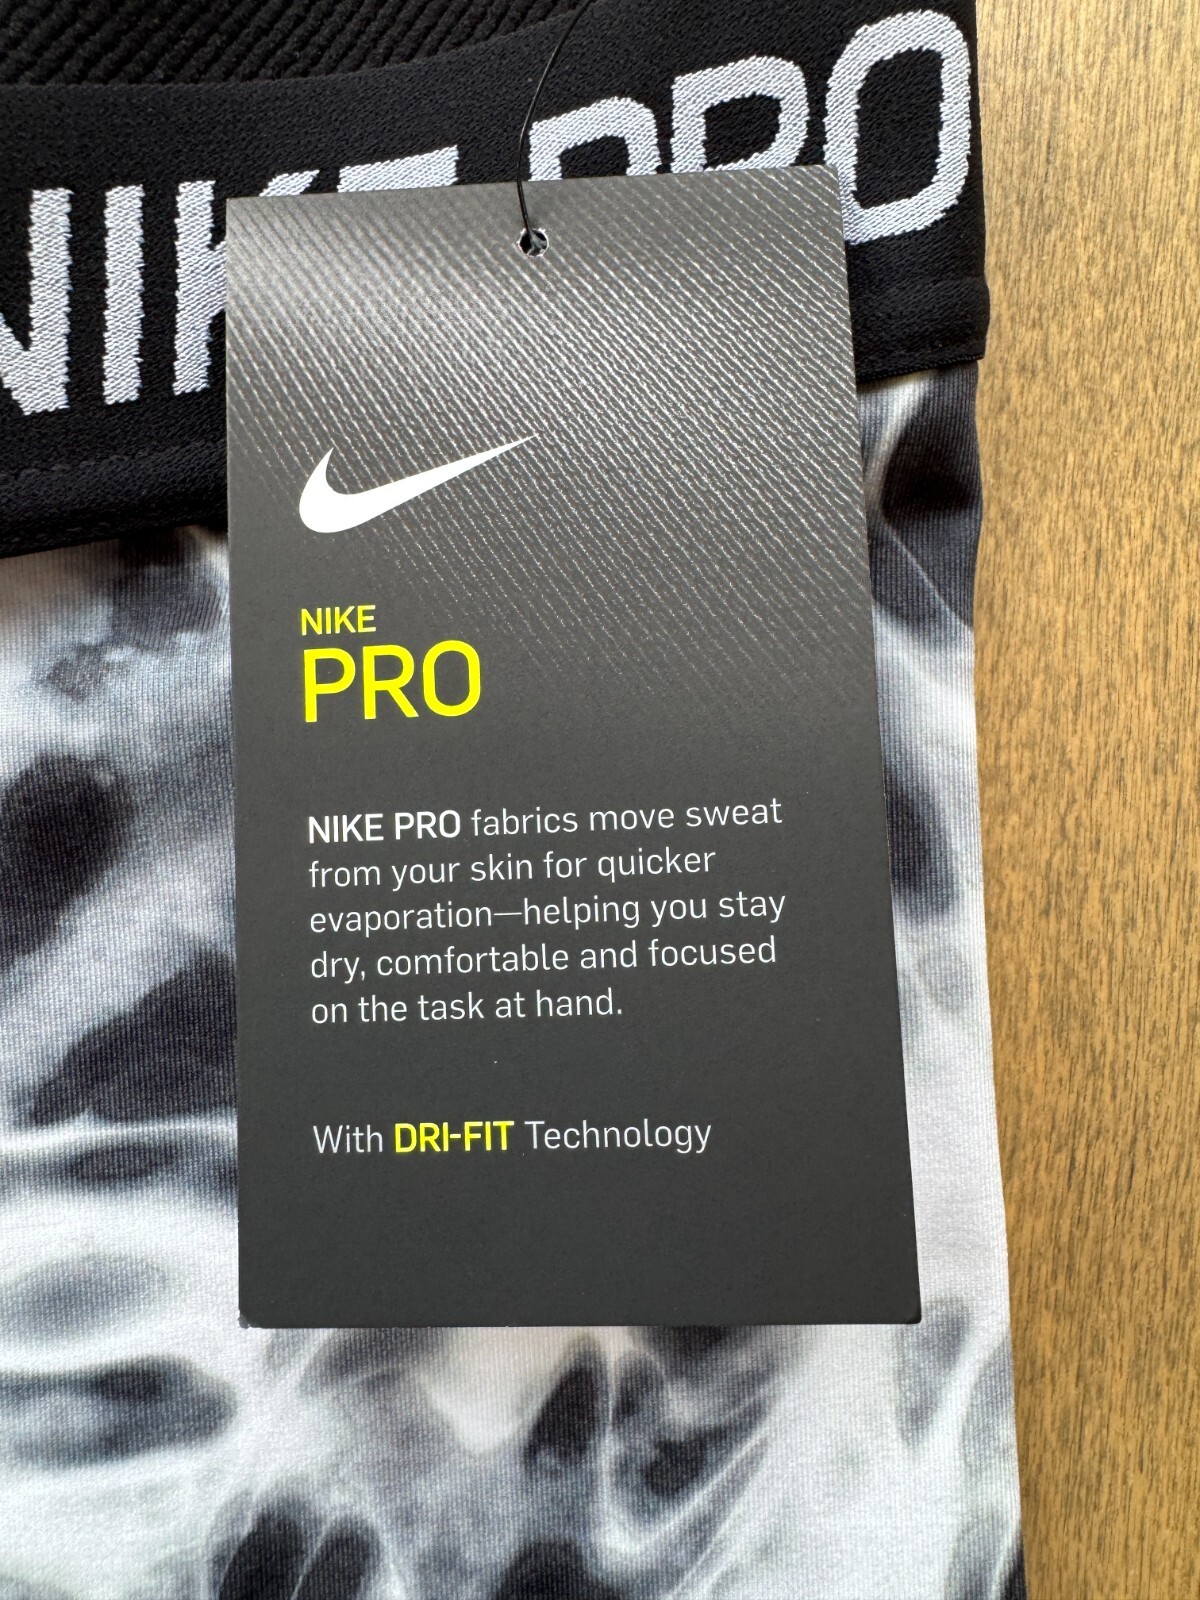 NIKE PRO
NIKE
PRO
NIKE PRO fabrics move sweat
from your skin for quicker
evaporation—helping you stay
dry, comfortable and focused
on the task at hand.
With DRI-FIT Technology